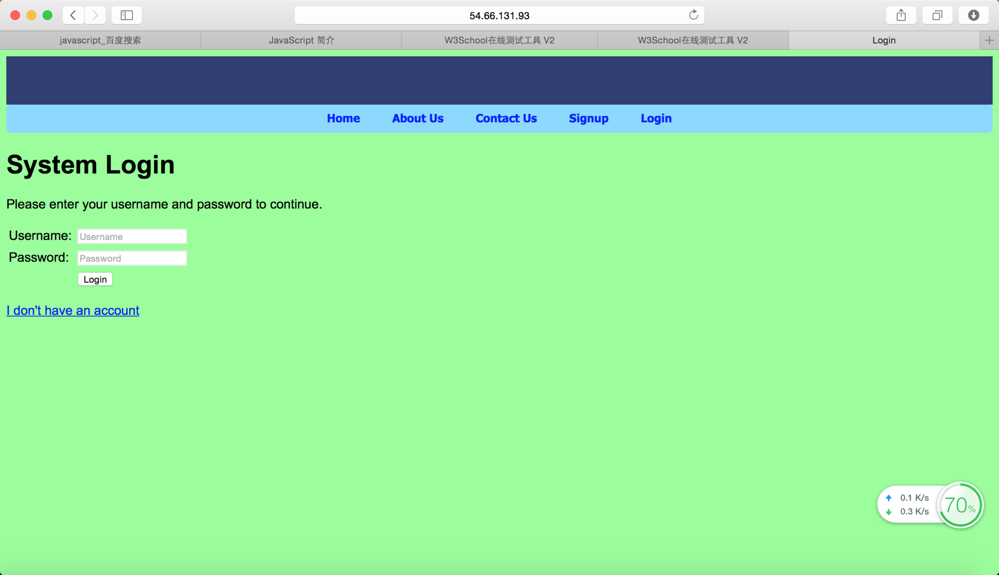 54.66.131.93
javascript_百度搜索
JavaScript 简介
W3School在线测试工具 V2
W3School在线测试工具 V2
Login
Home
About Us
Contact Us
Signup
Login
System Login
Please enter your username and password to continue.
Username: Username
Password: Password
Login
I don't have an account
0.1 K/s
0.3 K/s
70%